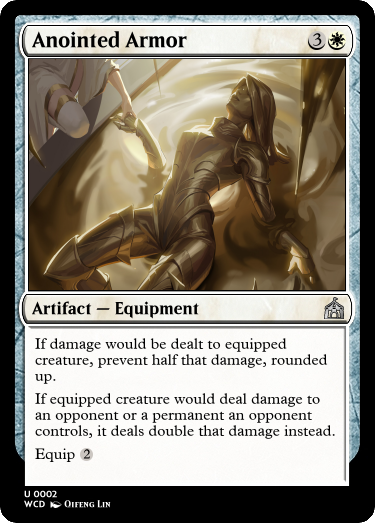 Anointed Armor 3
Artifact — Equipment
If damage would be dealt to equipped
creature, prevent half that damage, rounded
up.
If equipped creature would deal damage to
an opponent or a permanent an opponent
controls, it deals double that damage instead.
Equip 2
U 0002
WCD Oifeng Lin